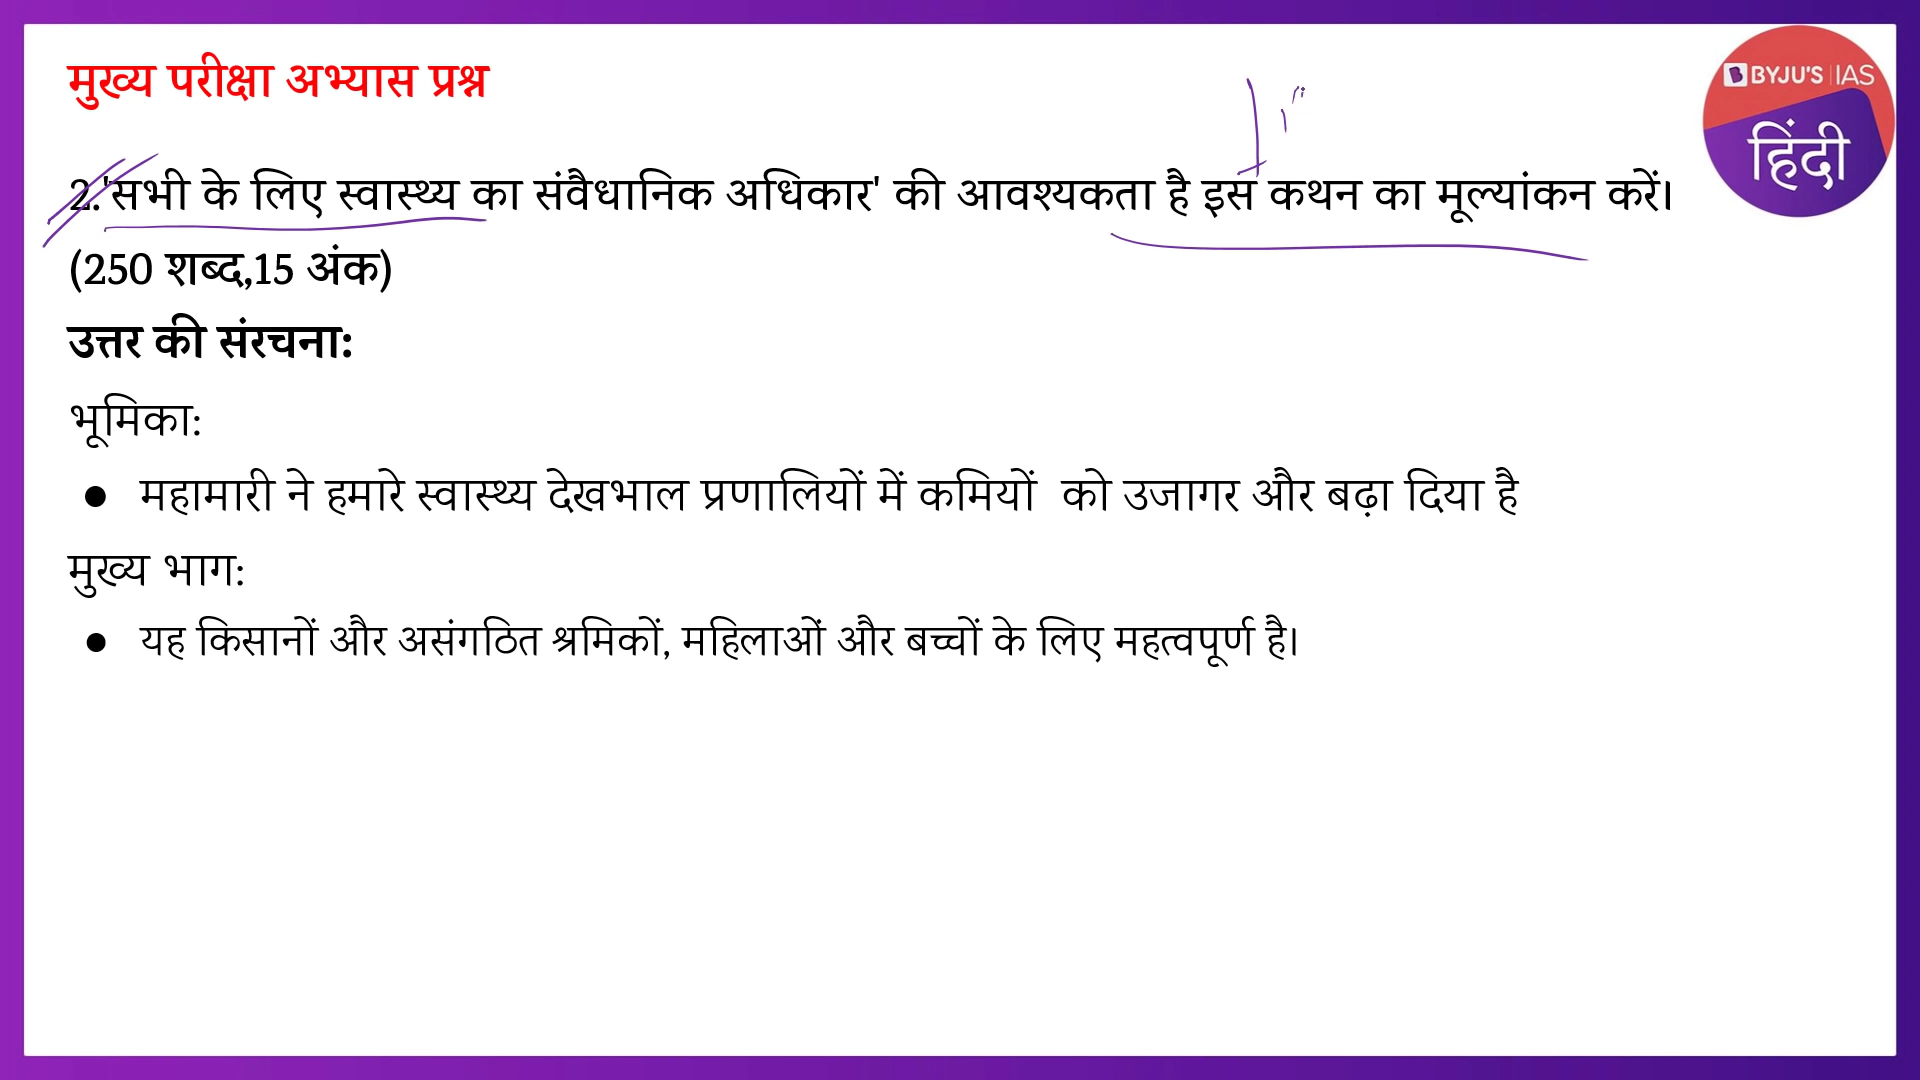 मुख्य परीक्षा अभ्यास प्रश्न
BYJU'S IAS
हिंदी
2.'सभी के लिए स्वास्थ्य का संवैधानिक अधिकार' की आवश्यकता है इस कथन का मूल्यांकन करें।
(250 शब्द,15 अंक)
उत्तर की संरचना:
भूमिका:
● महामारी ने हमारे स्वास्थ्य देखभाल प्रणालियों में कमियों को उजागर और बढ़ा दिया है
मुख्य भाग:
● यह किसानों और असंगठित श्रमिकों, महिलाओं और बच्चों के लिए महत्वपूर्ण है।